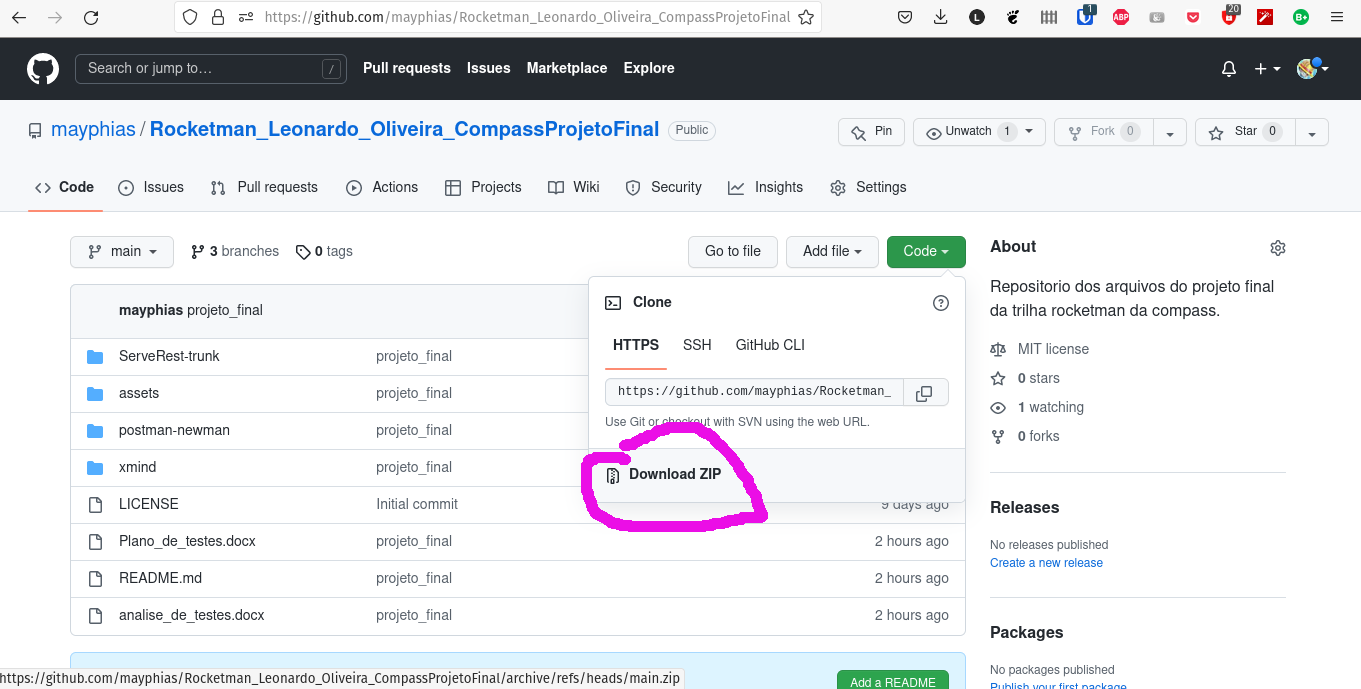 https://github.com/mayphias/Rocketman_Leonardo_Oliveira_CompassProjetoFinal
L
1
ABP
20
B+
Search or jump to…
/
Pull requests
Issues
Marketplace
Explore
mayphias / Rocketman_Leonardo_Oliveira_CompassProjetoFinal
Public
Pin
Unwatch 1
Fork 0
Star 0
Code
Issues
Pull requests
Actions
Projects
Wiki
Security
Insights
Settings
main
3 branches
0 tags
Go to file
Add file
Code
mayphias projeto_final
ServeRest-trunk projeto_final
assets projeto_final
postman-newman projeto_final
xmind projeto_final
LICENSE Initial commit 9 days ago
Plano_de_testes.docx projeto_final 2 hours ago
README.md projeto_final 2 hours ago
analise_de_testes.docx projeto_final 2 hours ago
Clone
?
HTTPS SSH GitHub CLI
https://github.com/mayphias/Rocketman_
Use Git or checkout with SVN using the web URL.
Download ZIP
About
Repositorio dos arquivos do projeto final
da trilha rocketman da compass.
MIT license
0 stars
1 watching
0 forks
Releases
No releases published
Create a new release
Packages
No packages published
Publish your first package
Add a README
https://github.com/mayphias/Rocketman_Leonardo_Oliveira_CompassProjetoFinal/archive/refs/heads/main.zip